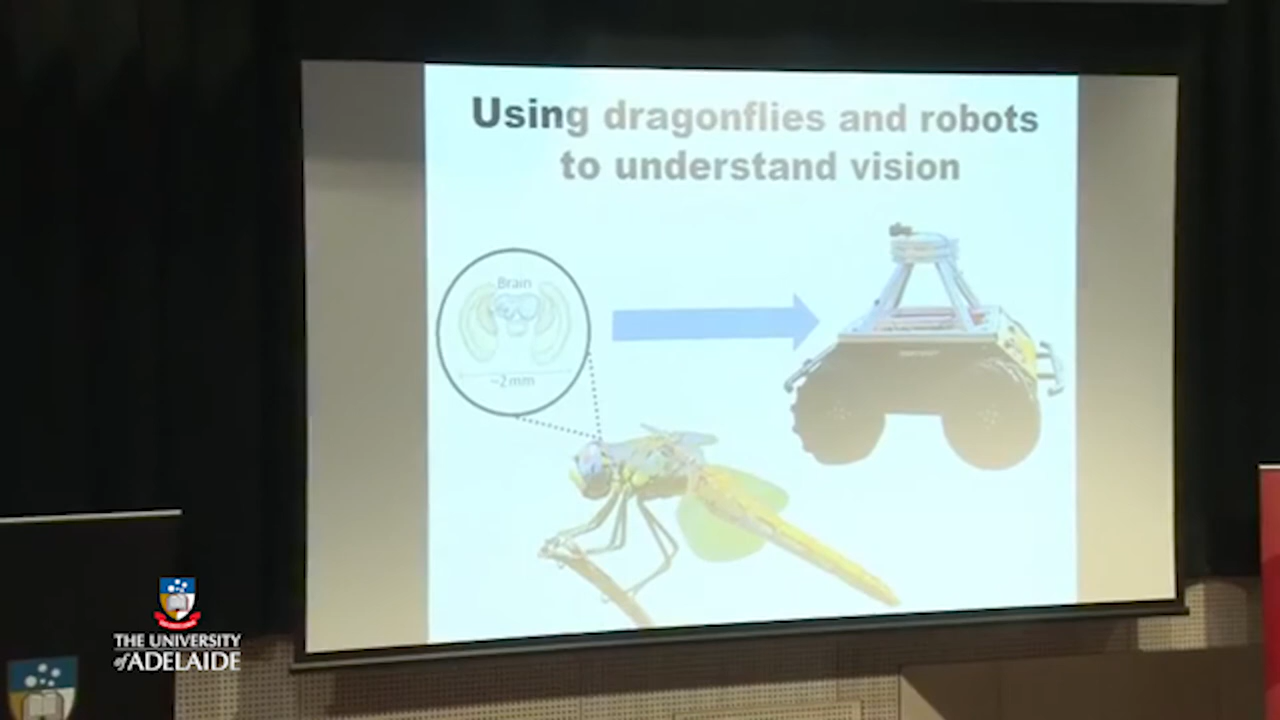 Using dragonflies and robots
to understand vision
Brain
~2mm
THE UNIVERSITY
of ADELAIDE